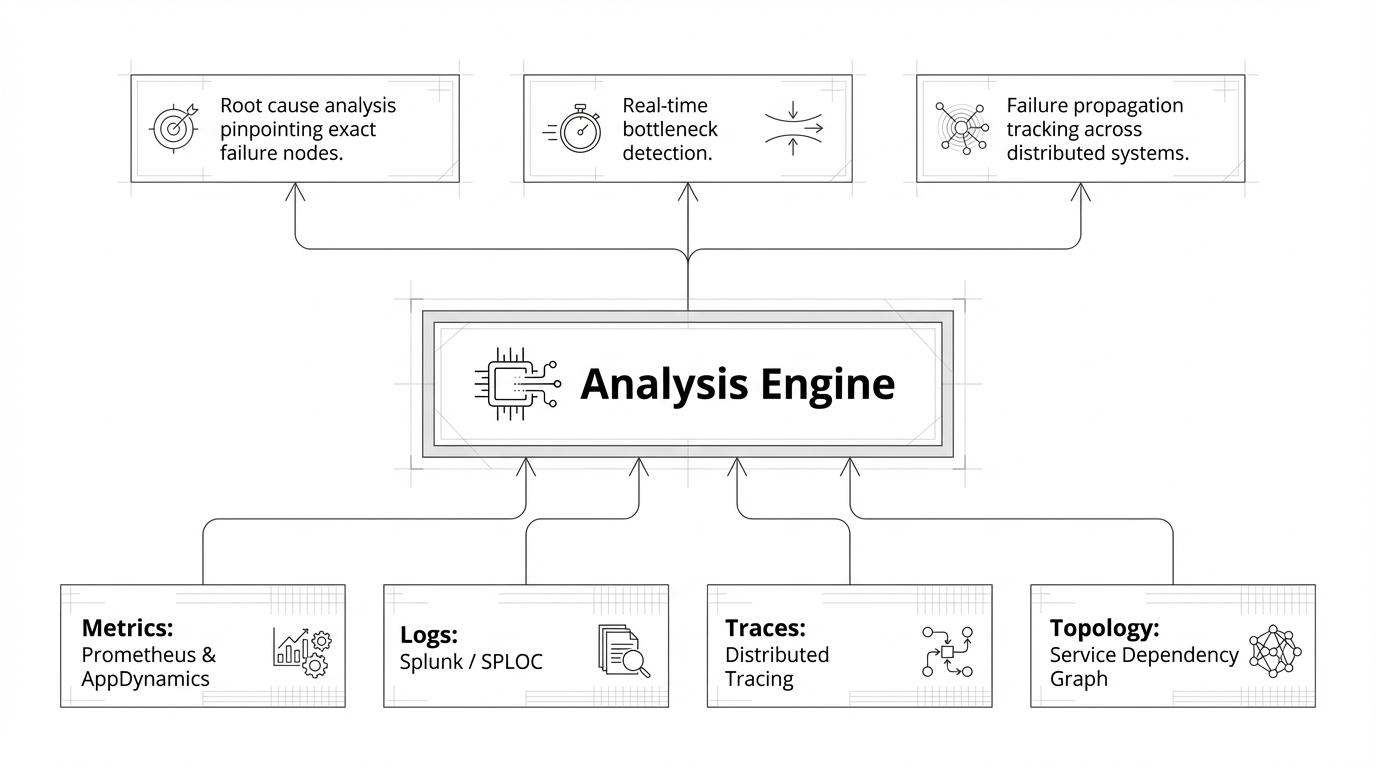 Root cause analysis
pinpointing exact
failure nodes.
Real-time
bottleneck
detection.
Failure propagation
tracking across
distributed systems.
Analysis Engine
Metrics:
Prometheus &
AppDynamics
Logs:
Splunk / SPLOC
Traces:
Distributed
Tracing
Topology:
Service Dependency
Graph